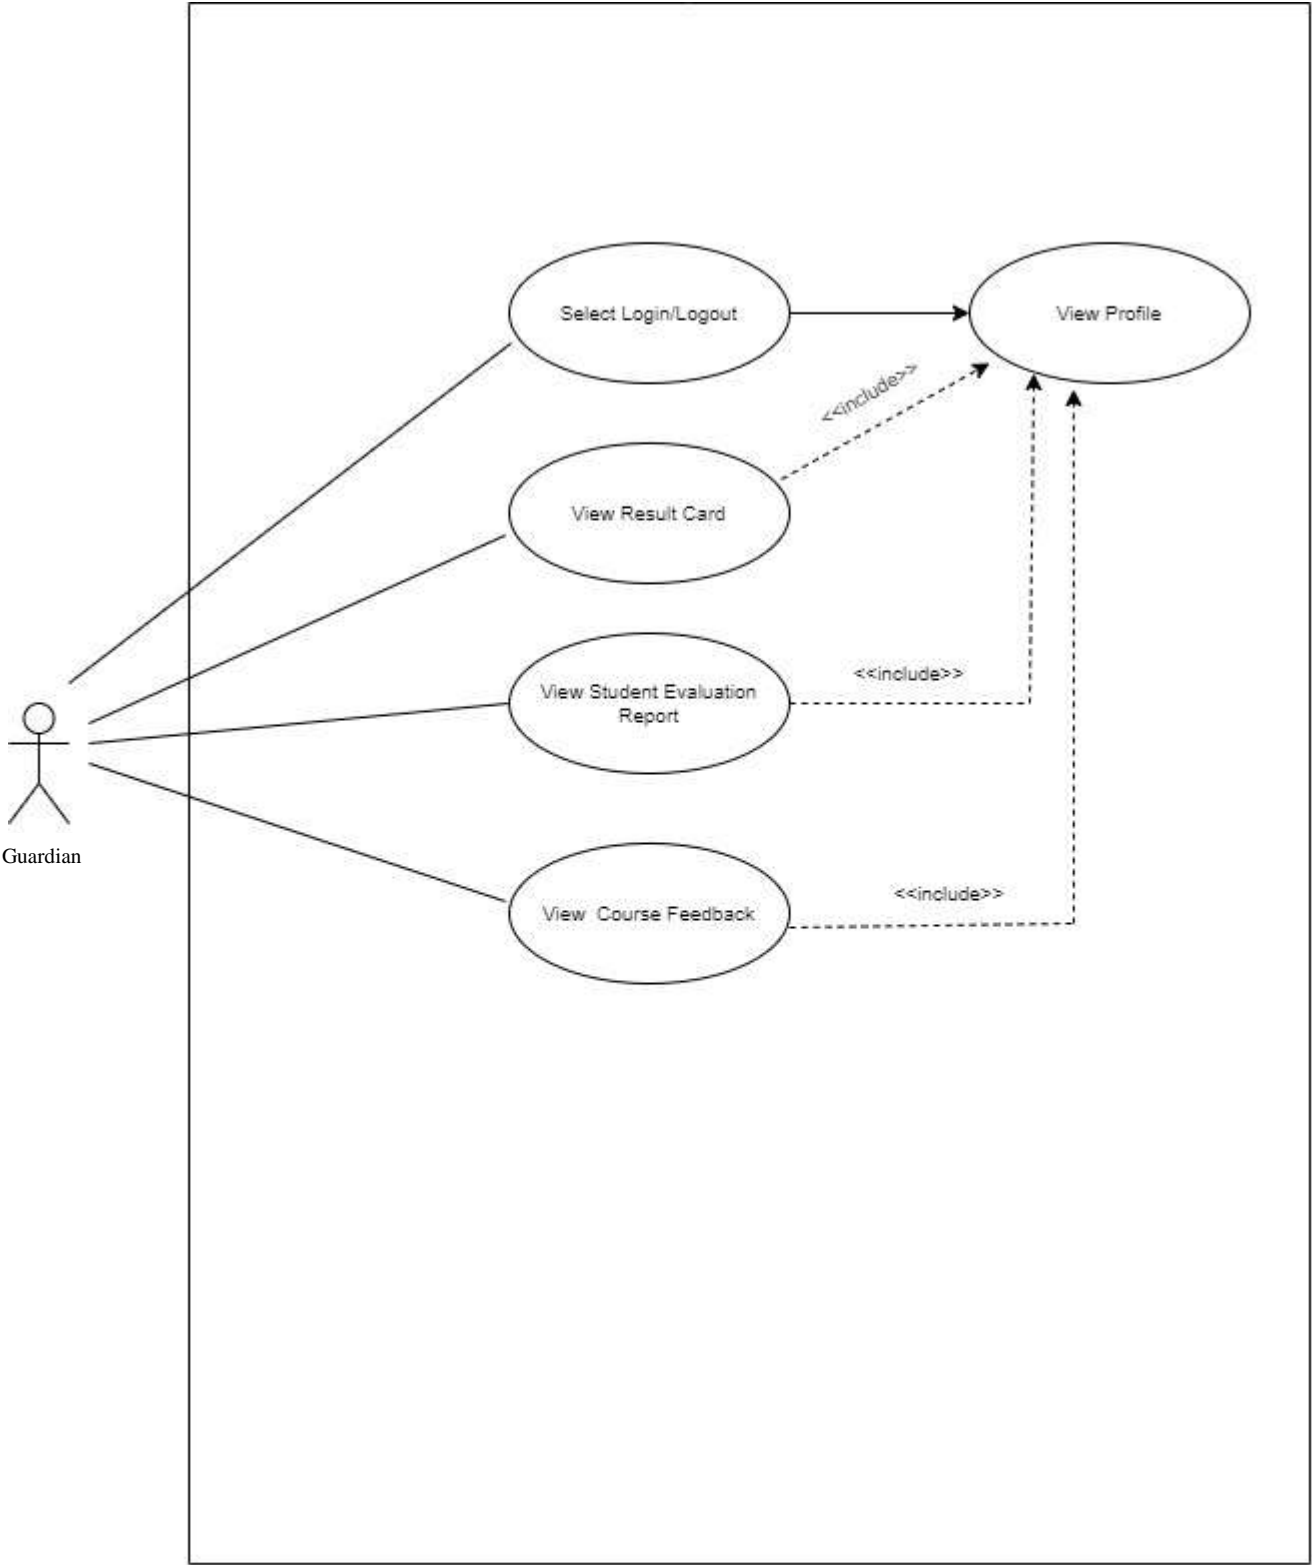 Select Login/Logout
View Profile
<<include>>
View Result Card
<<include>>
View Student Evaluation
Report
Guardian
<<include>>
View  Course Feedback